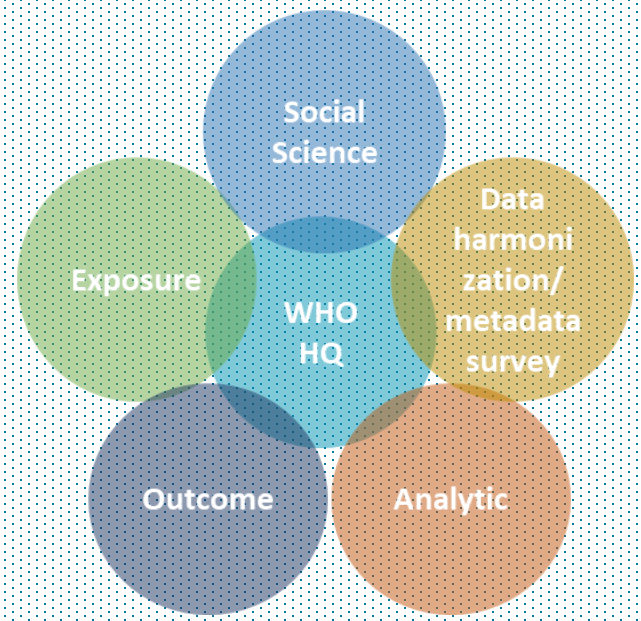 Social
Science
Data
harmoni
zation/
metadata
survey
Exposure
WHO
HQ
Outcome
Analytic